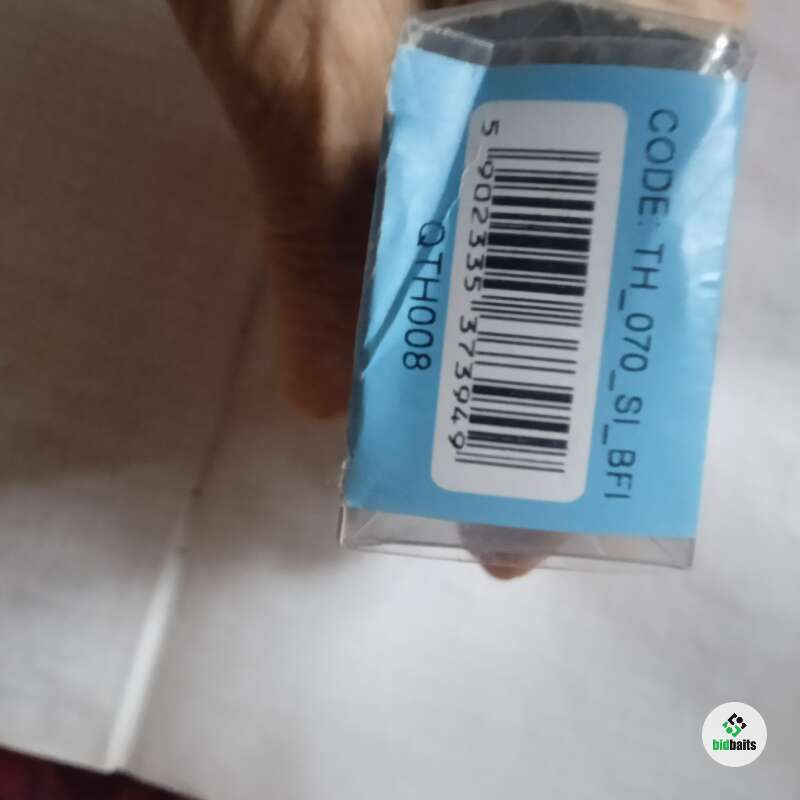 CODE: TH_070_SI_BFI
5 902335 373949
QTH008
bidbaits